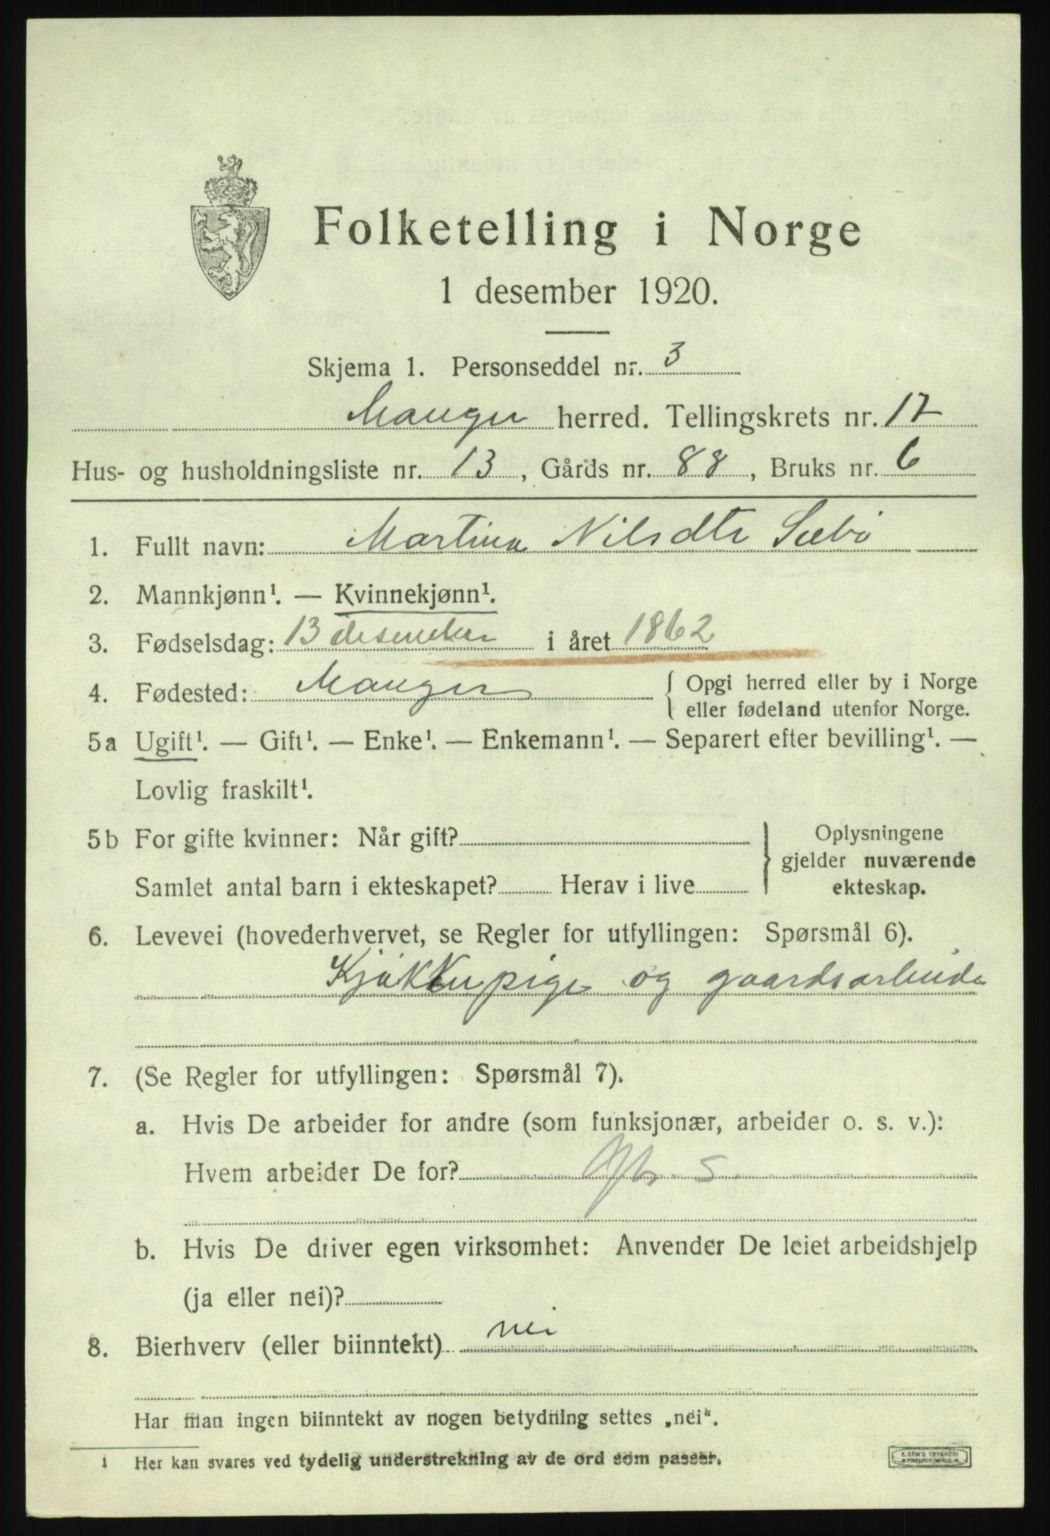 Folketelling i Norge
1 desember 1920.
Skjema 1. Personseddel nr. 3
Manger herred. Tellingskrets nr. 12
Hus- og husholdningsliste nr. 13, Gårds nr. 88, Bruks nr. 6
1. Fullt navn: Martina Nilsdtr Sæbø
2. Mannkjønn¹. — Kvinnekjønn¹.
3. Fødselsdag: 13 desember i året 1862
4. Fødested: Manger { Opgi herred eller by i Norge
eller fødeland utenfor Norge.
5a Ugift¹. — Gift¹. — Enke¹. — Enkemann¹. — Separert efter bevilling¹. —
Lovlig fraskilt¹.
5b For gifte kvinner: Når gift?
Samlet antal barn i ekteskapet? Herav i live
} Oplysningene
gjelder nuværende
ekteskap.
6. Levevei (hovederhvervet, se Regler for utfyllingen: Spørsmål 6).
Kjøkkenpige og gaardsarbeide
7. (Se Regler for utfyllingen: Spørsmål 7).
a. Hvis De arbeider for andre (som funksjonær, arbeider o. s. v.):
Hvem arbeider De for? s.
b. Hvis De driver egen virksomhet: Anvender De leiet arbeidshjelp
(ja eller nei)?
8. Bierhverv (eller biinntekt) nei
Har man ingen biinntekt av nogen betydning settes „nei“.
1 Her kan svares ved tydelig understrekning av de ord som passer.